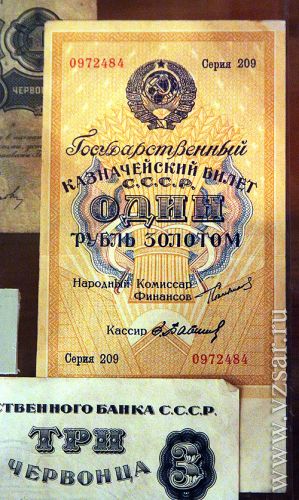 ЧЕРВОНЕ
0972484 Серия 209
Государственный
КАЗНАЧЕЙСКИЙ БИЛЕТ
С.С.С.Р.
ОДИН
РУБЛЬ ЗОЛОТОМ
Народный Комиссар
Финансов
Кассир
Серия 209 0972484
СТВЕННОГО БАНКА С.С.С.Р.
ТРИ
ЧЕРВОНЦА
3
www.vzsar.ru